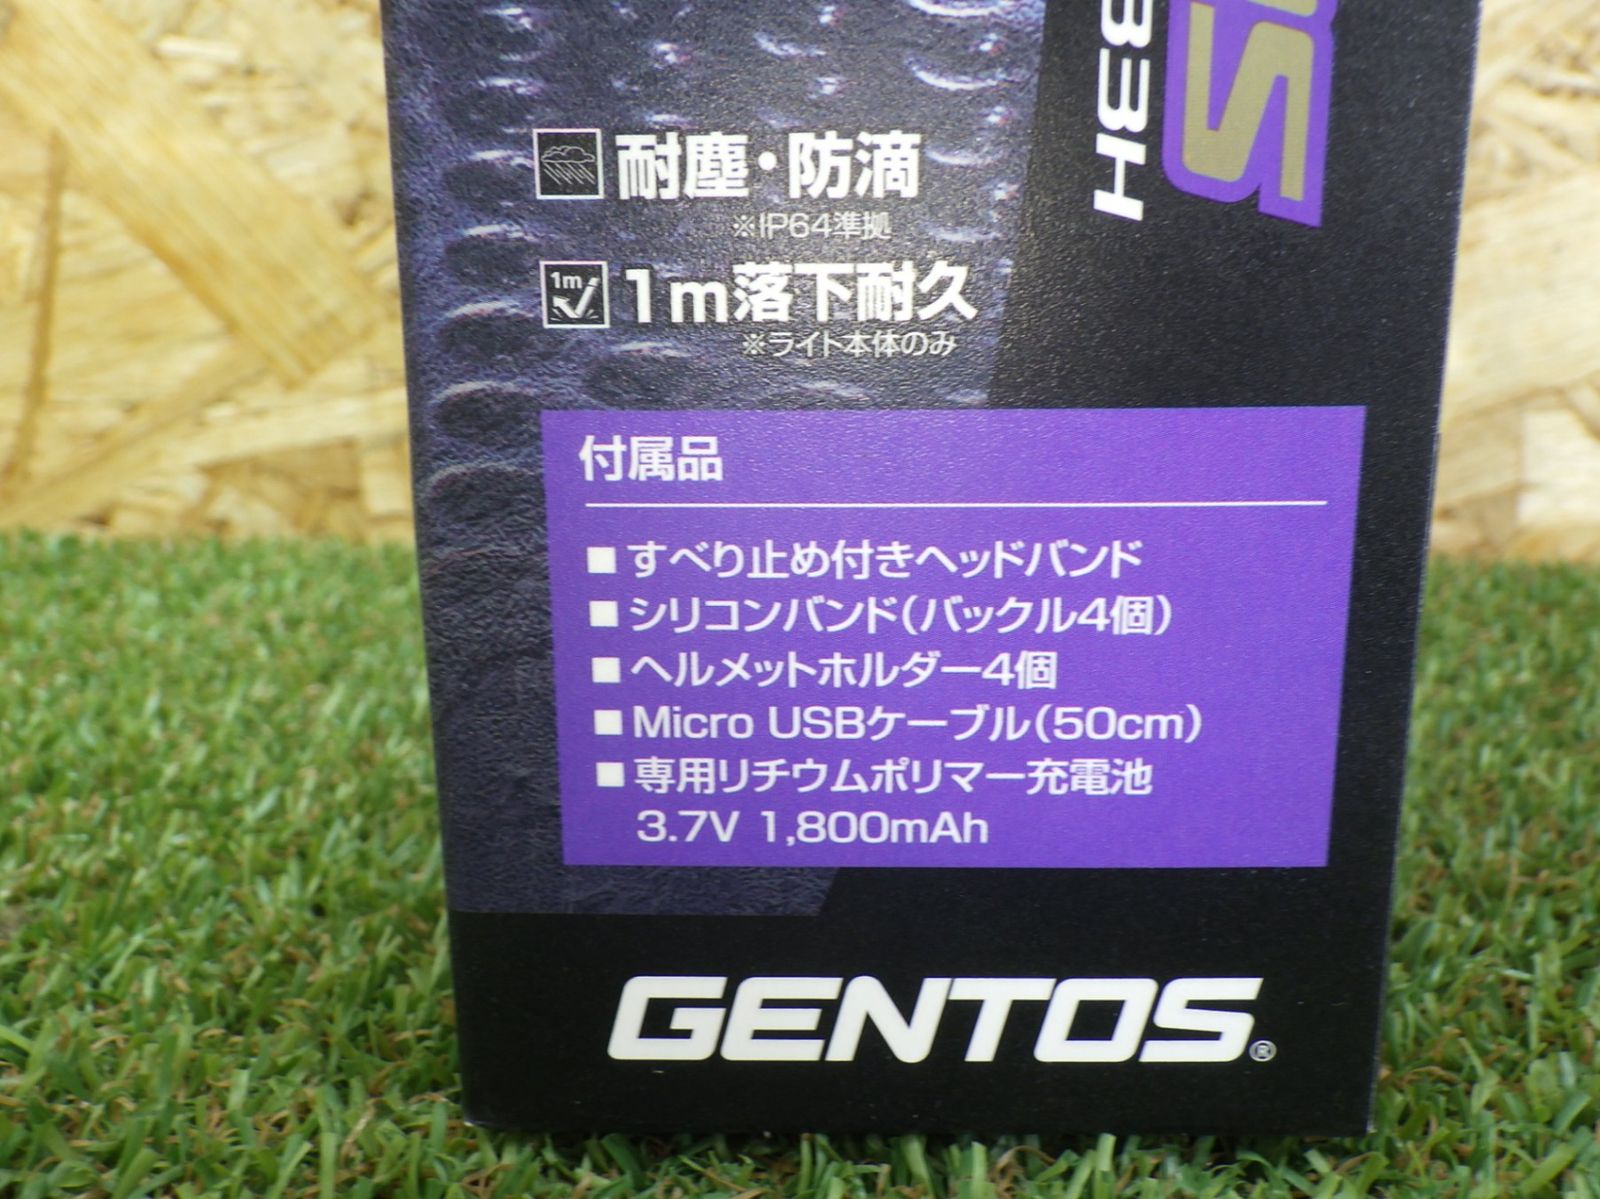 耐塵・防滴
※IP64準拠
1m
1m落下耐久
※ライト本体のみ
付属品
■すべり止め付きヘッドバンド
■シリコンバンド(バックル4個)
■ヘルメットホルダー4個
■Micro USBケーブル(50cm)
■専用リチウムポリマー充電池
3.7V 1,800mAh
GENTOS®
33H